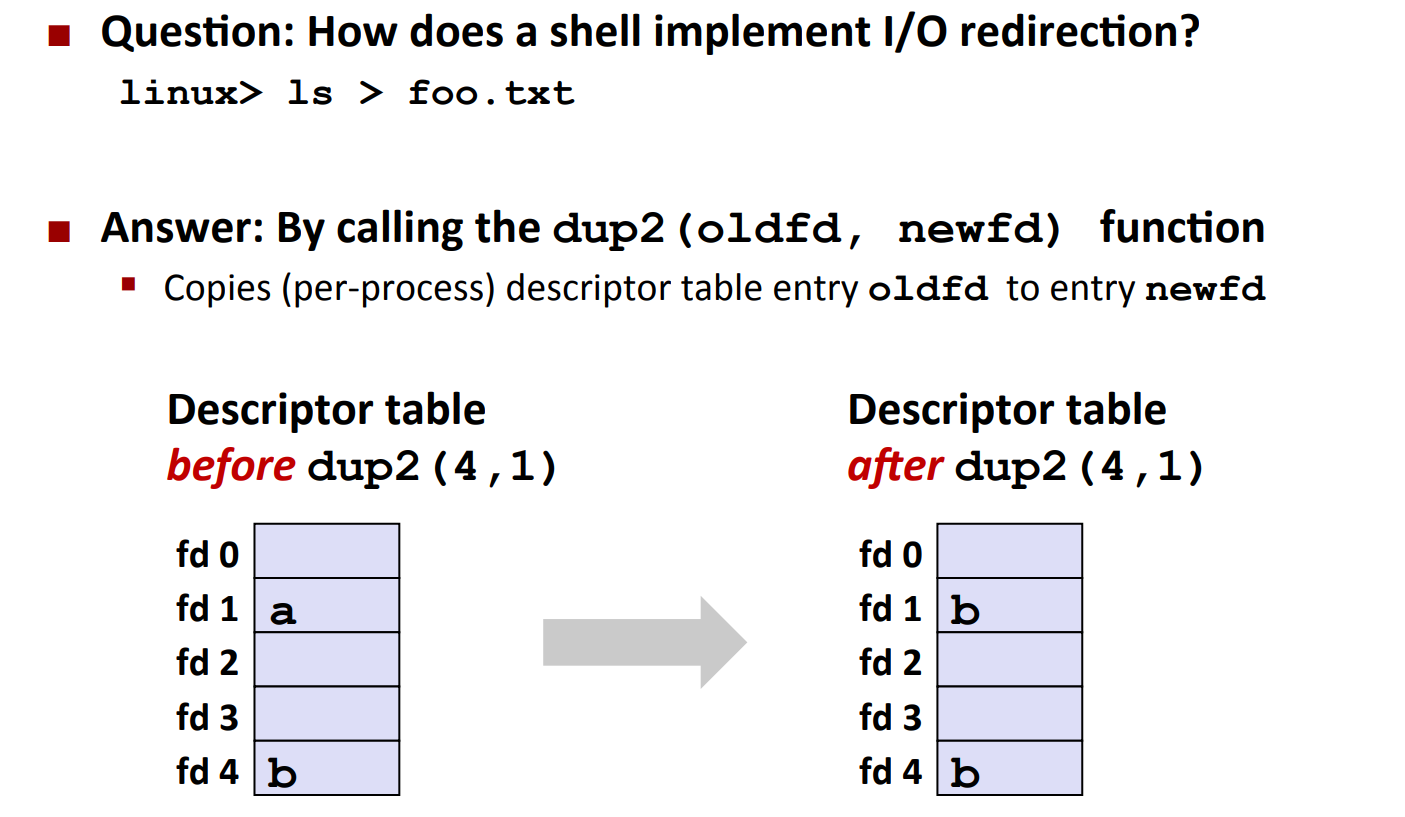 Question: How does a shell implement I/O redirection?
linux> ls > foo.txt
Answer: By calling the dup2(oldfd, newfd) function
Copies (per-process) descriptor table entry oldfd to entry newfd
Descriptor table
before dup2(4,1)
fd 0
fd 1 a
fd 2
fd 3
fd 4 b
Descriptor table
after dup2(4,1)
fd 0
fd 1 b
fd 2
fd 3
fd 4 b